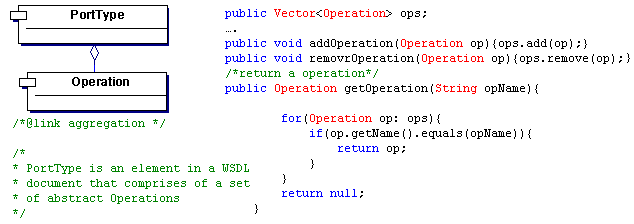 PortType
Operation
/*@link aggregation */
/*
* PortType is an element in a WSDL
* document that comprises of a set
* of abstract Operations
*/
public Vector<Operation> ops;
….
public void addOperation(Operation op){ops.add(op);}
public void removrOperation(Operation op){ops.remove(op);}
/*return a operation*/
public Operation getOperation(String opName){
for(Operation op: ops){
if(op.getName().equals(opName)){
return op;
}
}
return null;
}